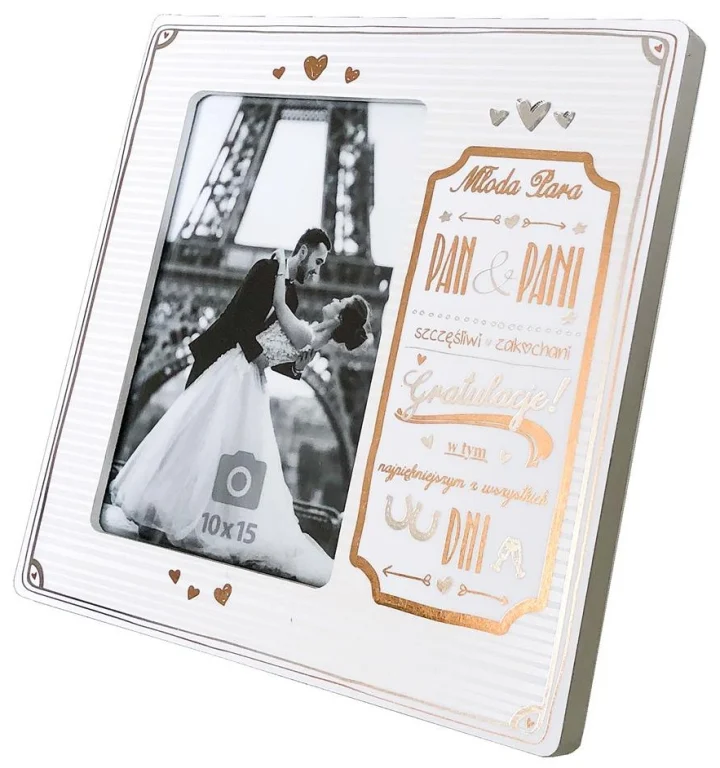 10x15
Młoda Para
PAN & PANI
szczęśliwi zakochani
Gratulacje!
w tym
najpiękniejszym z wszystkich
DNI